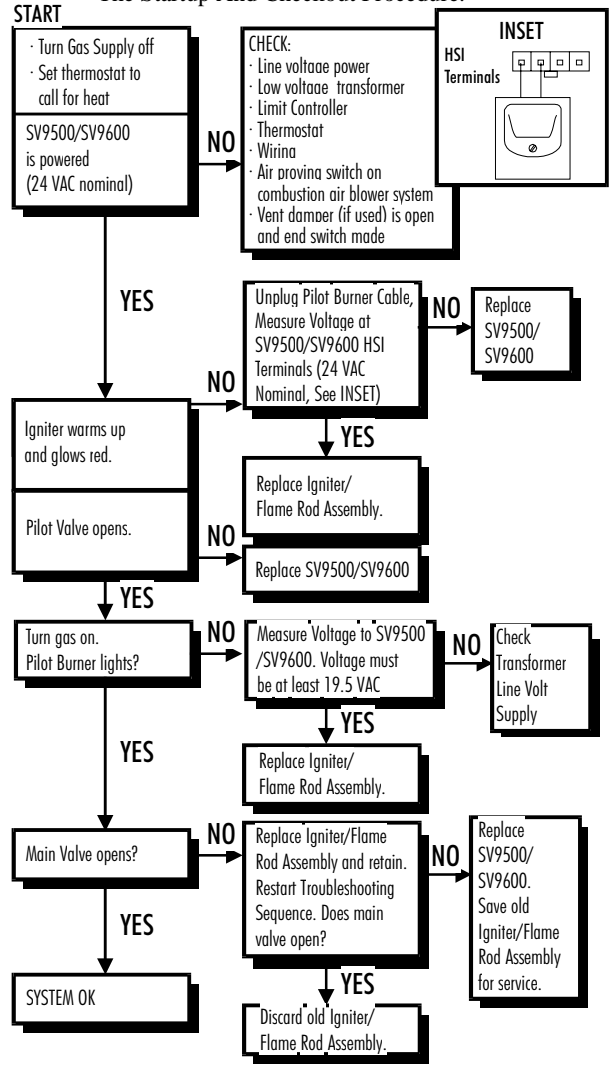 The Startup And Checkout Procedure.
START
· Turn Gas Supply off
· Set thermostat to
call for heat
SV9500/SV9600
is powered
(24 VAC nominal)
NO
CHECK:
· Line voltage power
· Low voltage transformer
· Limit Controller
· Thermostat
· Wiring
· Air proving switch on
combustion air blower system
· Vent damper (if used) is open
and end switch made
INSET
HSI
Terminals
YES
Igniter warms up
and glows red.
NO
Unplug Pilot Burner Cable,
Measure Voltage at
SV9500/SV9600 HSI
Terminals (24 VAC
Nominal, See INSET)
NO
Replace
SV9500/
SV9600
YES
Replace Igniter/
Flame Rod Assembly.
Pilot Valve opens.
NO
Replace SV9500/SV9600
YES
Turn gas on.
Pilot Burner lights?
NO
Measure Voltage to SV9500
/SV9600. Voltage must
be at least 19.5 VAC
NO
Check
Transformer
Line Volt
Supply
YES
Replace Igniter/
Flame Rod Assembly.
YES
Main Valve opens?
NO
Replace Igniter/Flame
Rod Assembly and retain.
Restart Troubleshooting
Sequence. Does main
valve open?
NO
Replace
SV9500/
SV9600.
Save old
Igniter/Flame
Rod Assembly
for service.
YES
Discard old Igniter/
Flame Rod Assembly.
YES
SYSTEM OK